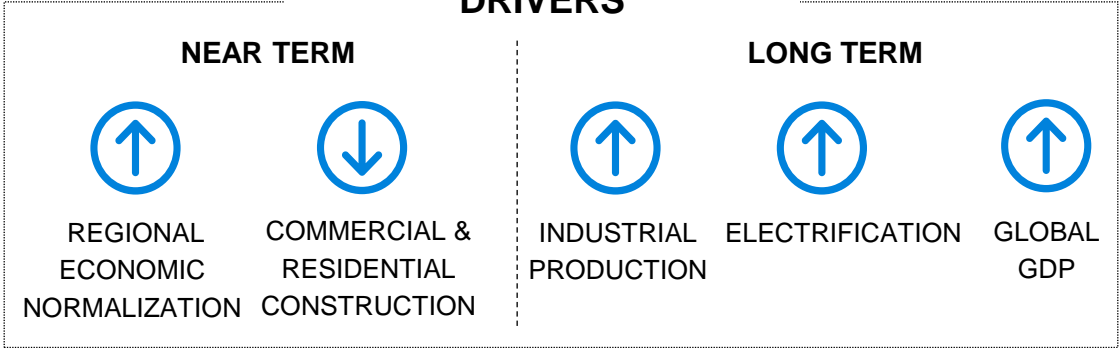 DRIVERS
NEAR TERM
LONG TERM
REGIONAL
ECONOMIC
NORMALIZATION
COMMERCIAL &
RESIDENTIAL
CONSTRUCTION
INDUSTRIAL
PRODUCTION
ELECTRIFICATION
GLOBAL
GDP